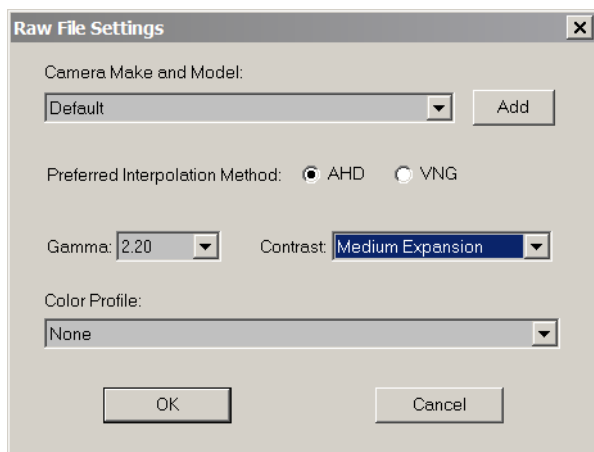 Raw File Settings
Camera Make and Model:
Default
Add
Preferred Interpolation Method: AHD VNG
Gamma: 2.20 Contrast: Medium Expansion
Color Profile:
None
OK Cancel